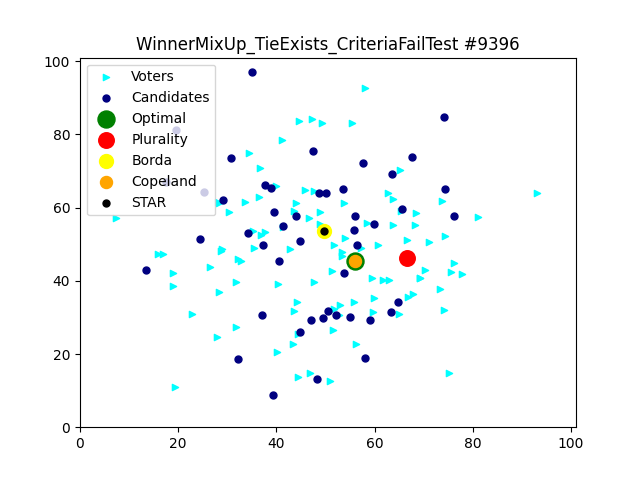 WinnerMixUp_TieExists_CriteriaFailTest #9396
Voters
Candidates
Optimal
Plurality
Borda
Copeland
STAR
100
80
60
40
20
0
0 20 40 60 80 100